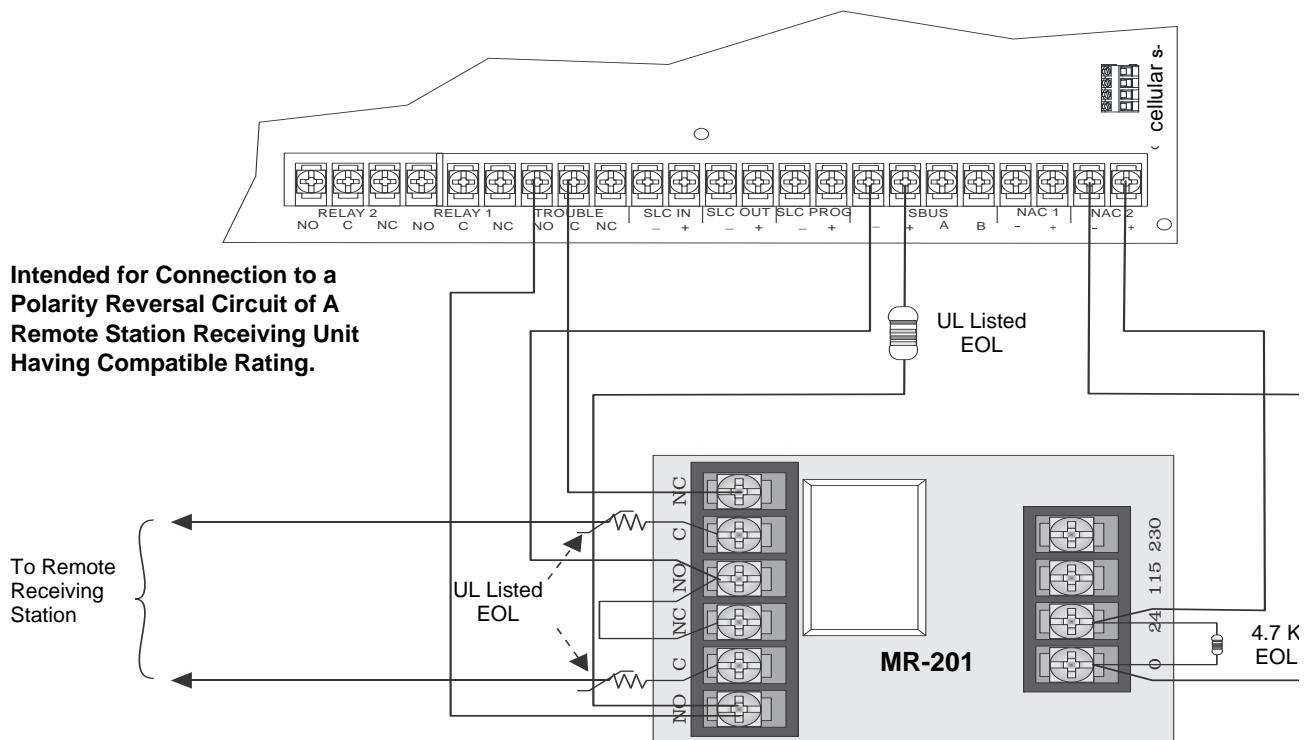 cellular s-
RELAY 2 RELAY 1 TROUBLE SLC IN SLC OUT SLC PROG SBUS NAC 1 NAC 2
NO C NC NO C NC NO C NC – + – + – + – + A B - + - +
Intended for Connection to a
Polarity Reversal Circuit of A
Remote Station Receiving Unit
Having Compatible Rating.
UL Listed
EOL
NC
C
NO
NC
C
NO
To Remote
Receiving
Station
UL Listed
EOL
MR-201
230
115
24
0
4.7 K
EOL